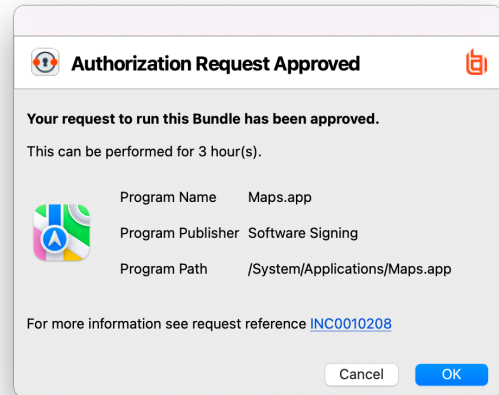 Authorization Request Approved
Your request to run this Bundle has been approved.
This can be performed for 3 hour(s).
Program Name Maps.app
Program Publisher Software Signing
Program Path /System/Applications/Maps.app
For more information see request reference INC0010208
Cancel OK